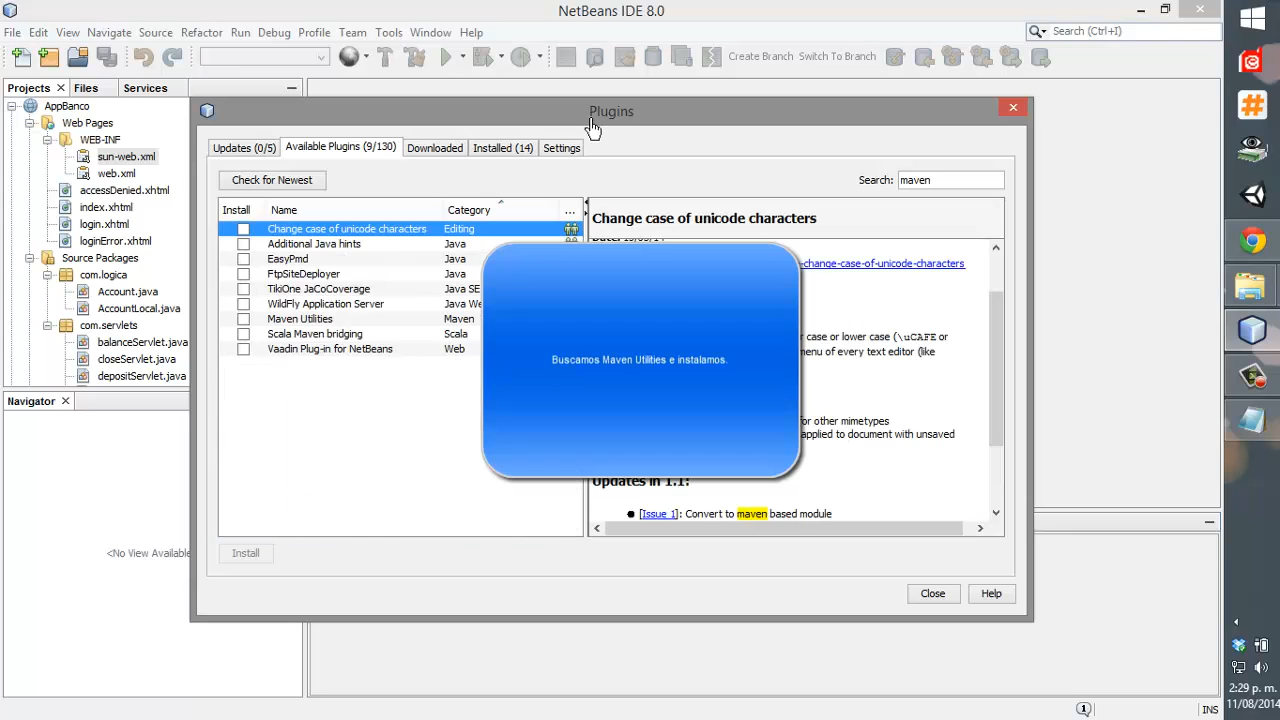 NetBeans IDE 8.0
File Edit View Navigate Source Refactor Run Debug Profile Team Tools Window Help
Search (Ctrl+I)
Create Branch Switch To Branch
Projects Files Services
AppBanco
Web Pages
WEB-INF
sun-web.xml
web.xml
accessDenied.xhtml
index.xhtml
login.xhtml
loginError.xhtml
Source Packages
com.logica
Account.java
AccountLocal.java
com.servlets
balanceServlet.java
closeServlet.java
depositServlet.java
Navigator
<No View Available
Plugins
Updates (0/5) Available Plugins (9/130) Downloaded Installed (14) Settings
Check for Newest
Search: maven
Install Name Category ...
Change case of unicode characters Editing
Additional Java hints Java
EasyPmd Java
FtpSiteDeployer Java
TikiOne JaCoCoverage Java SE
WildFly Application Server Java We
Maven Utilities Maven
Scala Maven bridging Scala
Vaadin Plug-in for NetBeans Web
Change case of unicode characters
-change-case-of-unicode-characters
case or lower case (\uCAFE or
menu of every text editor (like
for other mimetypes
applied to document with unsaved
Updates in 1.1:
[Issue 1]: Convert to maven based module
Buscamos Maven Utilities e instalamos.
Install
Close Help
2:29 p. m.
11/08/2014
1 INS